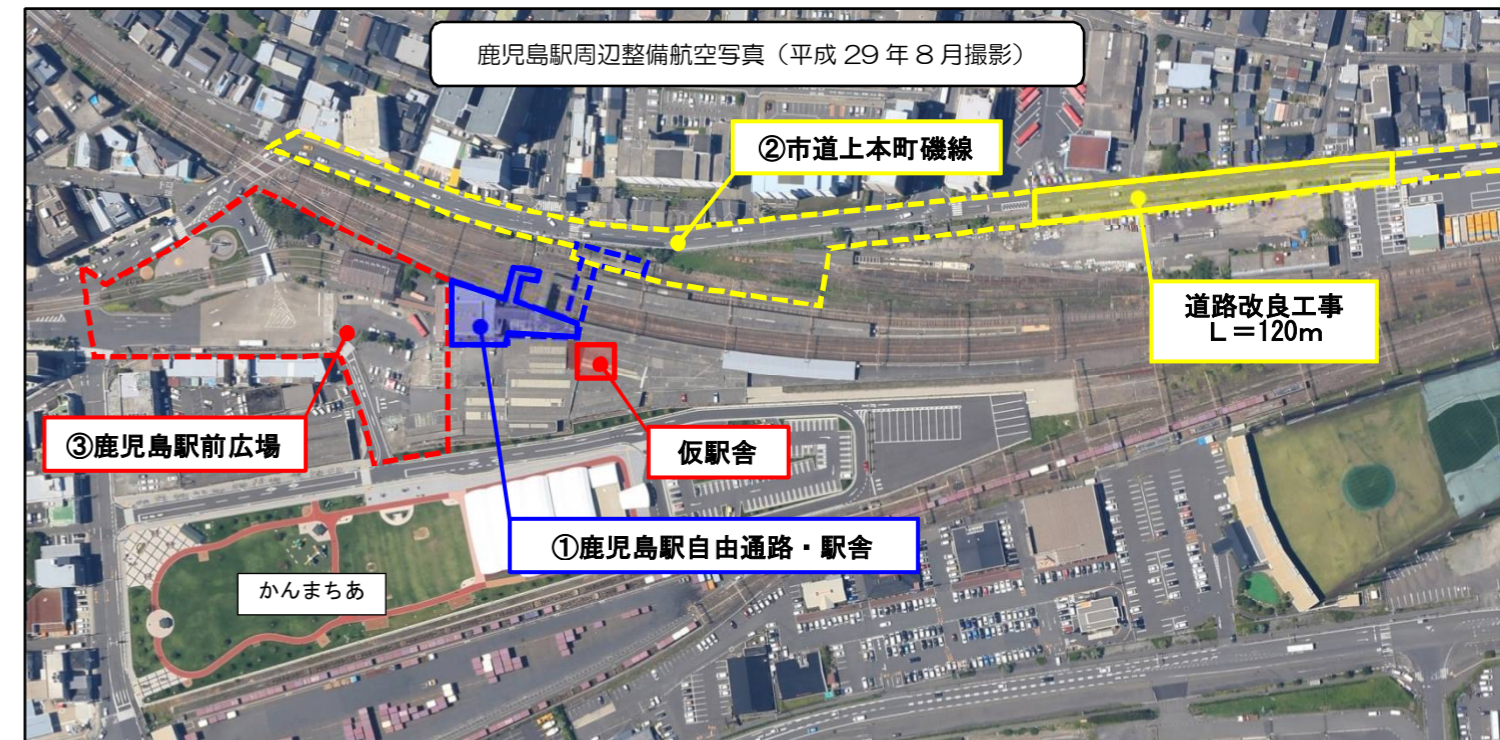 鹿児島駅周辺整備航空写真（平成 29 年 8 月撮影）
②市道上本町磯線
道路改良工事
Ｌ＝120m
③鹿児島駅前広場
仮駅舎
①鹿児島駅自由通路・駅舎
かんまちあ